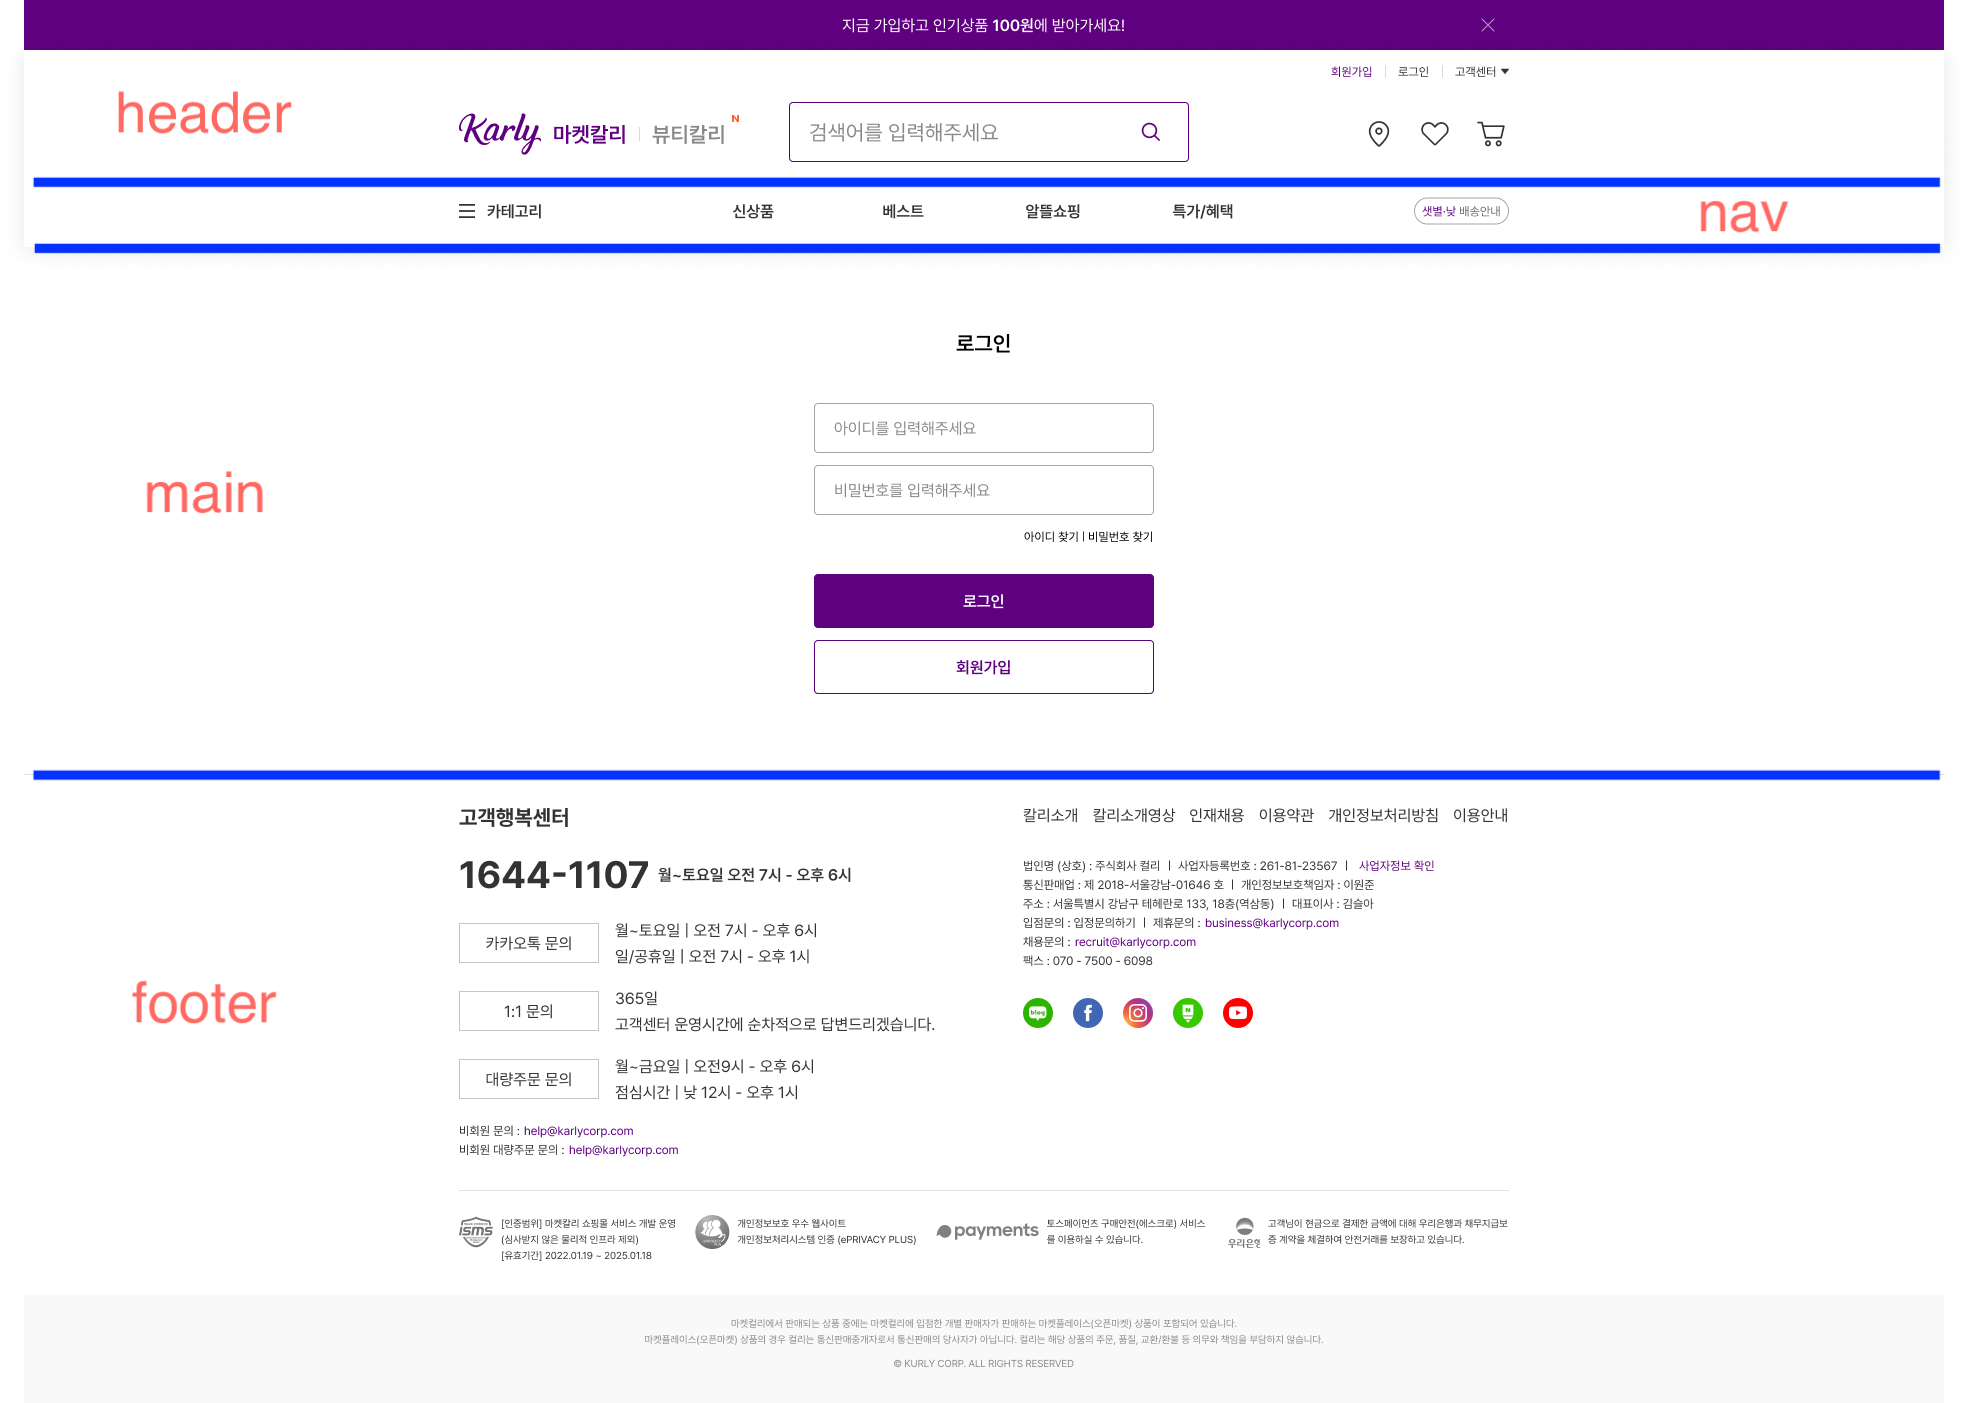 지금 가입하고 인기상품 100원에 받아가세요!
회원가입 로그인 고객센터
header
Karly 마켓칼리 뷰티칼리 N
검색어를 입력해주세요
카테고리 신상품 베스트 알뜰쇼핑 특가/혜택 샛별·낮 배송안내
nav
로그인
main
아이디를 입력해주세요
비밀번호를 입력해주세요
아이디 찾기 | 비밀번호 찾기
로그인
회원가입
footer
고객행복센터
1644-1107 월~토요일 오전 7시 - 오후 6시
카카오톡 문의
월~토요일 | 오전 7시 - 오후 6시
일/공휴일 | 오전 7시 - 오후 1시
1:1 문의
365일
고객센터 운영시간에 순차적으로 답변드리겠습니다.
대량주문 문의
월~금요일 | 오전9시 - 오후 6시
점심시간 | 낮 12시 - 오후 1시
비회원 문의 : help@karlycorp.com
비회원 대량주문 문의 : help@karlycorp.com
칼리소개 칼리소개영상 인재채용 이용약관 개인정보처리방침 이용안내
법인명 (상호) : 주식회사 컬리 | 사업자등록번호 : 261-81-23567 | 사업자정보 확인
통신판매업 : 제 2018-서울강남-01646 호 | 개인정보보호책임자 : 이원준
주소 : 서울특별시 강남구 테헤란로 133, 18층(역삼동) | 대표이사 : 김슬아
입점문의 : 입정문의하기 | 제휴문의 : business@karlycorp.com
채용문의 : recruit@karlycorp.com
팩스 : 070 - 7500 - 6098
blog
N
isms
[인증범위] 마켓칼리 쇼핑몰 서비스 개발 운영
(심사받지 않은 물리적 인프라 제외)
[유효기간] 2022.01.19 ~ 2025.01.18
개인정보보호 우수 웹사이트
개인정보처리시스템 인증 (ePRIVACY PLUS)
payments
토스페이먼츠 구매안전(에스크로) 서비스
를 이용하실 수 있습니다.
우리은행
고객님이 현금으로 결제한 금액에 대해 우리은행과 채무지급보
증 계약을 체결하여 안전거래를 보장하고 있습니다.
마켓컬리에서 판매되는 상품 중에는 마켓컬리에 입점한 개별 판매자가 판매하는 마켓플레이스(오픈마켓) 상품이 포함되어 있습니다.
마켓플레이스(오픈마켓) 상품의 경우 컬리는 통신판매중개자로서 통신판매의 당사자가 아닙니다. 컬리는 해당 상품의 주문, 품질, 교환/환불 등 의무와 책임을 부담하지 않습니다.
© KURLY CORP. ALL RIGHTS RESERVED